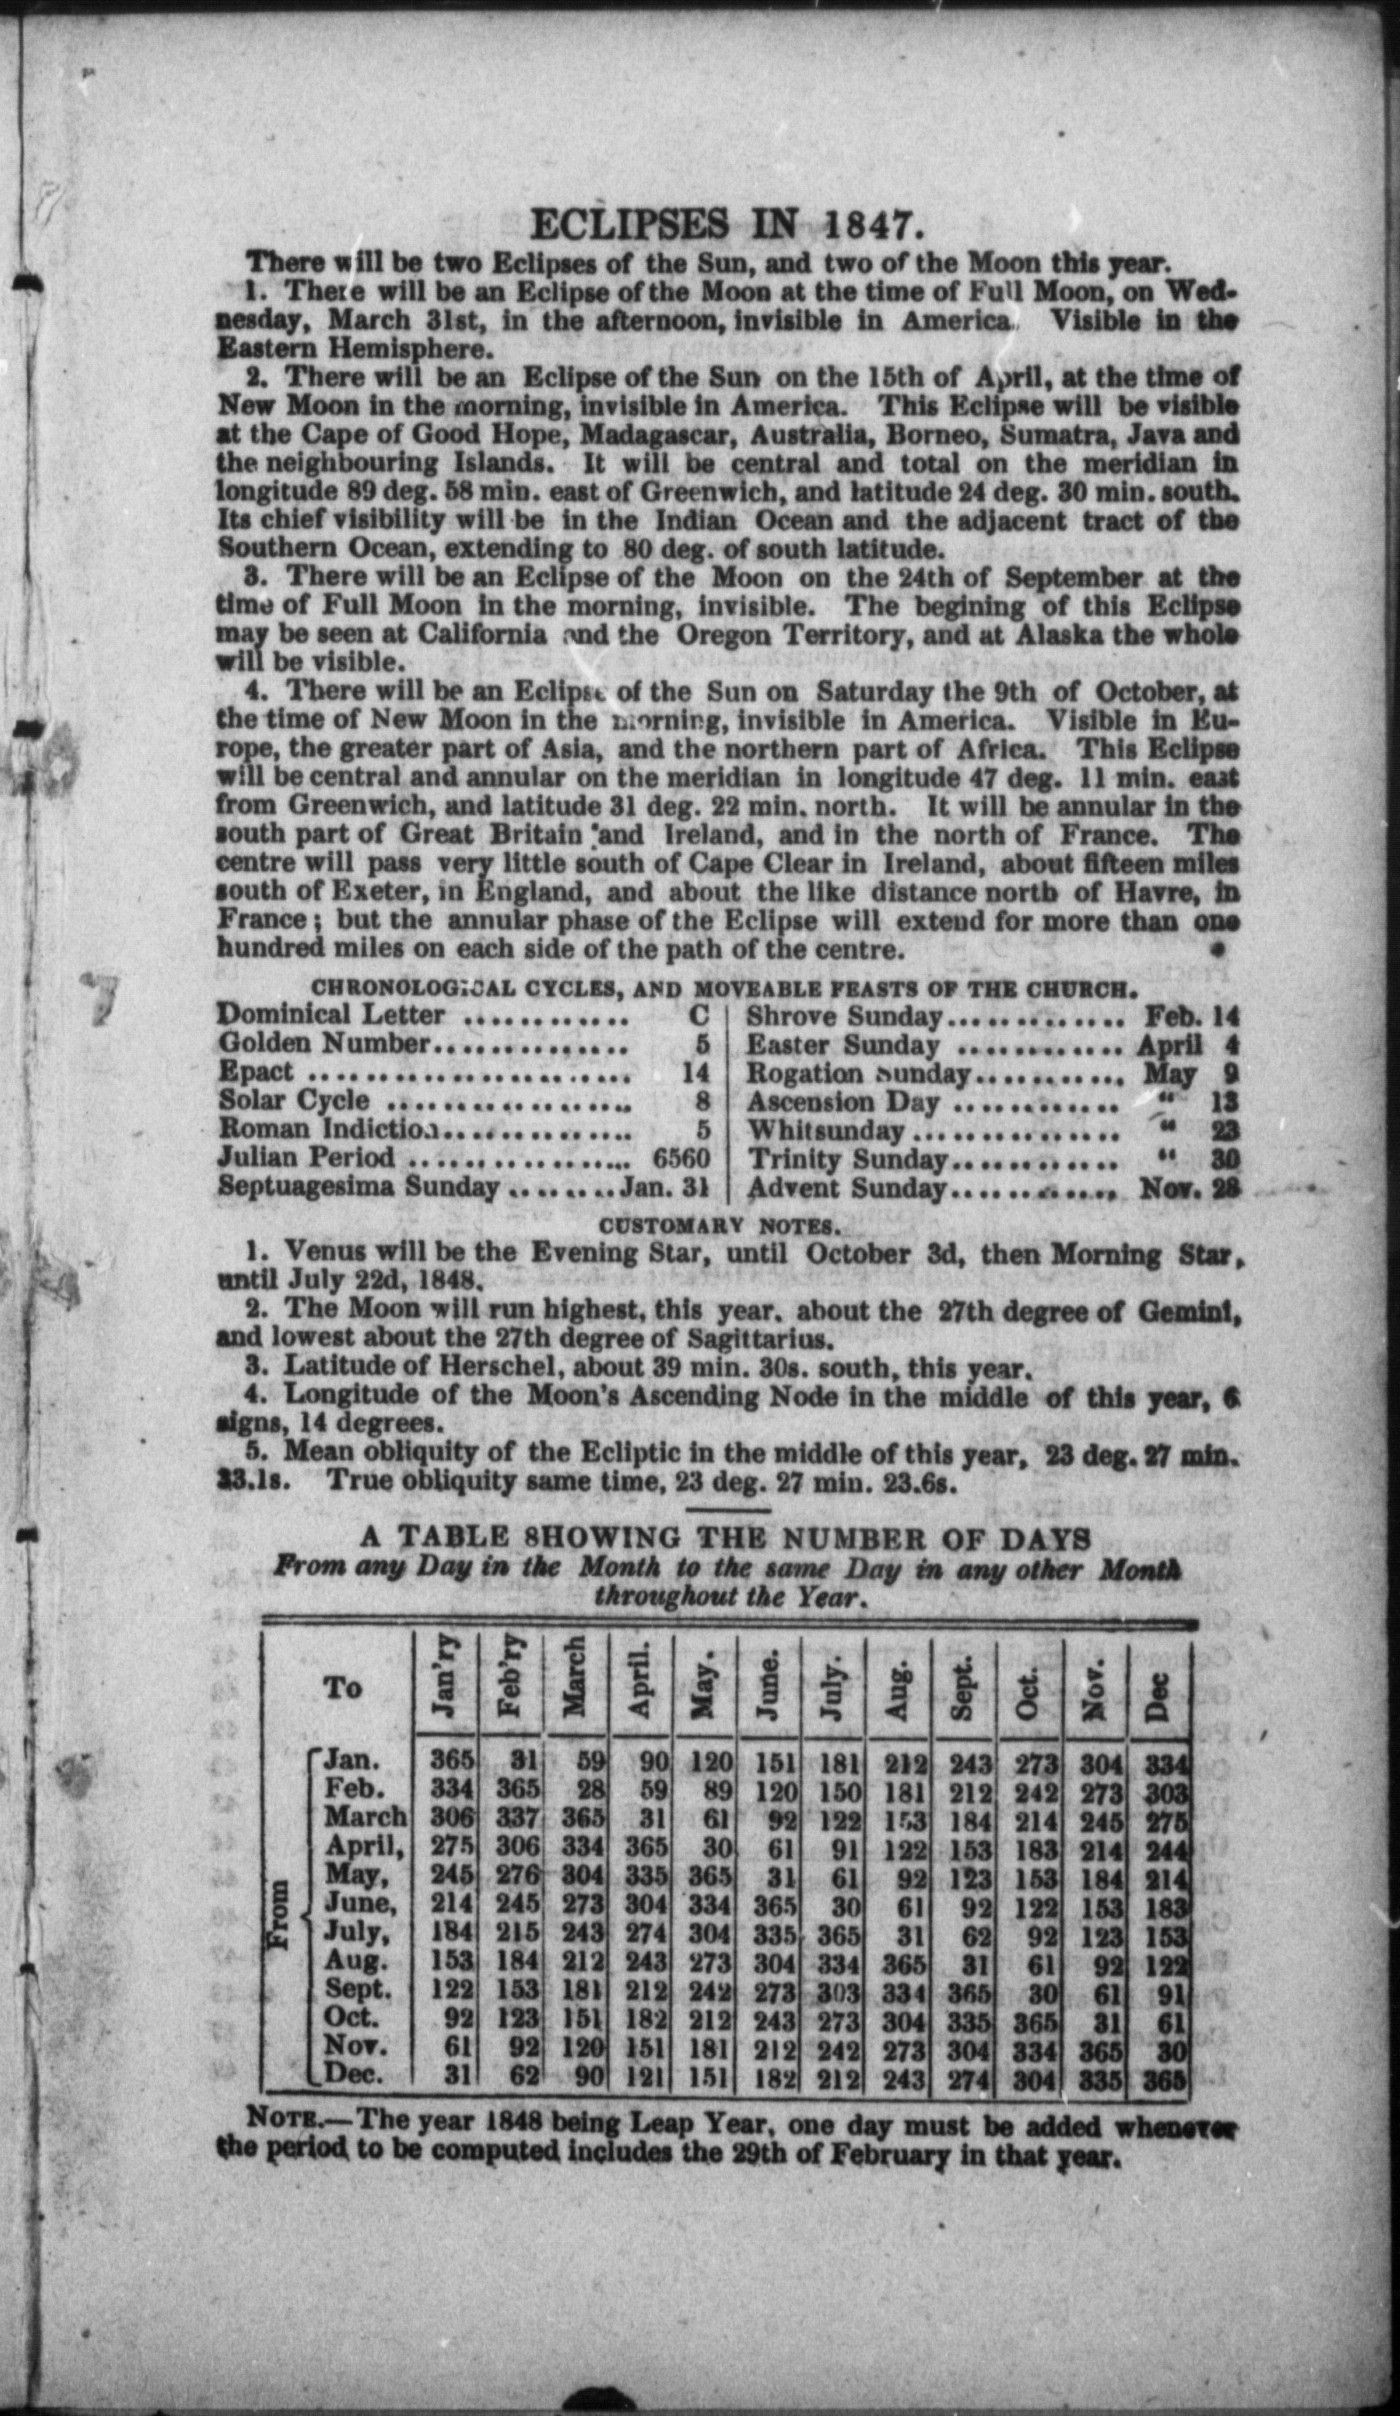 ECLIPSES IN 1847.
There will be two Eclipses of the Sun, and two of the Moon this year.
1. There will be an Eclipse of the Moon at the time of Full Moon, on Wed-
nesday, March 31st, in the afternoon, invisible in America. Visible in the
Eastern Hemisphere.
2. There will be an Eclipse of the Sun on the 15th of April, at the time of
New Moon in the morning, invisible in America. This Eclipse will be visible
at the Cape of Good Hope, Madagascar, Australia, Borneo, Sumatra, Java and
the neighbouring Islands. It will be central and total on the meridian in
longitude 89 deg. 58 min. east of Greenwich, and latitude 24 deg. 30 min. south.
Its chief visibility will be in the Indian Ocean and the adjacent tract of the
Southern Ocean, extending to 80 deg. of south latitude.
3. There will be an Eclipse of the Moon on the 24th of September at the
time of Full Moon in the morning, invisible. The begining of this Eclipse
may be seen at California and the Oregon Territory, and at Alaska the whole
will be visible.
4. There will be an Eclipse of the Sun on Saturday the 9th of October, at
the time of New Moon in the morning, invisible in America. Visible in Eu-
rope, the greater part of Asia, and the northern part of Africa. This Eclipse
will be central and annular on the meridian in longitude 47 deg. 11 min. east
from Greenwich, and latitude 31 deg. 22 min. north. It will be annular in the
south part of Great Britain and Ireland, and in the north of France. The
centre will pass very little south of Cape Clear in Ireland, about fifteen miles
south of Exeter, in England, and about the like distance north of Havre, in
France; but the annular phase of the Eclipse will extend for more than one
hundred miles on each side of the path of the centre.
CHRONOLOGICAL CYCLES, AND MOVEABLE FEASTS OF THE CHURCH.
Dominical Letter ............ C | Shrove Sunday............. Feb. 14
Golden Number.............. 5 | Easter Sunday ............ April 4
Epact ....................... 14 | Rogation Sunday........... May 9
Solar Cycle .................. 8 | Ascension Day ............ " 13
Roman Indiction.............. 5 | Whitsunday............... " 23
Julian Period ................ 6560 | Trinity Sunday............ " 30
Septuagesima Sunday ........Jan. 31 | Advent Sunday............ Nov. 28
CUSTOMARY NOTES.
1. Venus will be the Evening Star, until October 3d, then Morning Star,
until July 22d, 1848.
2. The Moon will run highest, this year, about the 27th degree of Gemini,
and lowest about the 27th degree of Sagittarius.
3. Latitude of Herschel, about 39 min. 30s. south, this year.
4. Longitude of the Moon's Ascending Node in the middle of this year, 6
signs, 14 degrees.
5. Mean obliquity of the Ecliptic in the middle of this year, 23 deg. 27 min.
23.1s. True obliquity same time, 23 deg. 27 min. 23.6s.
A TABLE SHOWING THE NUMBER OF DAYS
From any Day in the Month to the same Day in any other Month
throughout the Year.
To Jan'ry Feb'ry March April. May. June. July. Aug. Sept. Oct. Nov. Dec
From
Jan. 365 31 59 90 120 151 181 212 243 273 304 334
Feb. 334 365 28 59 89 120 150 181 212 242 273 303
March 306 337 365 31 61 92 122 153 184 214 245 275
April, 275 306 334 365 30 61 91 122 153 183 214 244
May, 245 276 304 335 365 31 61 92 123 153 184 214
June, 214 245 273 304 334 365 30 61 92 122 153 183
July, 184 215 243 274 304 335 365 31 62 92 123 153
Aug. 153 184 212 243 273 304 334 365 31 61 92 122
Sept. 122 153 181 212 242 273 303 334 365 30 61 91
Oct. 92 123 151 182 212 243 273 304 335 365 31 61
Nov. 61 92 120 151 181 212 242 273 304 334 365 30
Dec. 31 62 90 121 151 182 212 243 274 304 335 365
NOTE.—The year 1848 being Leap Year, one day must be added whenever
the period to be computed includes the 29th of February in that year.